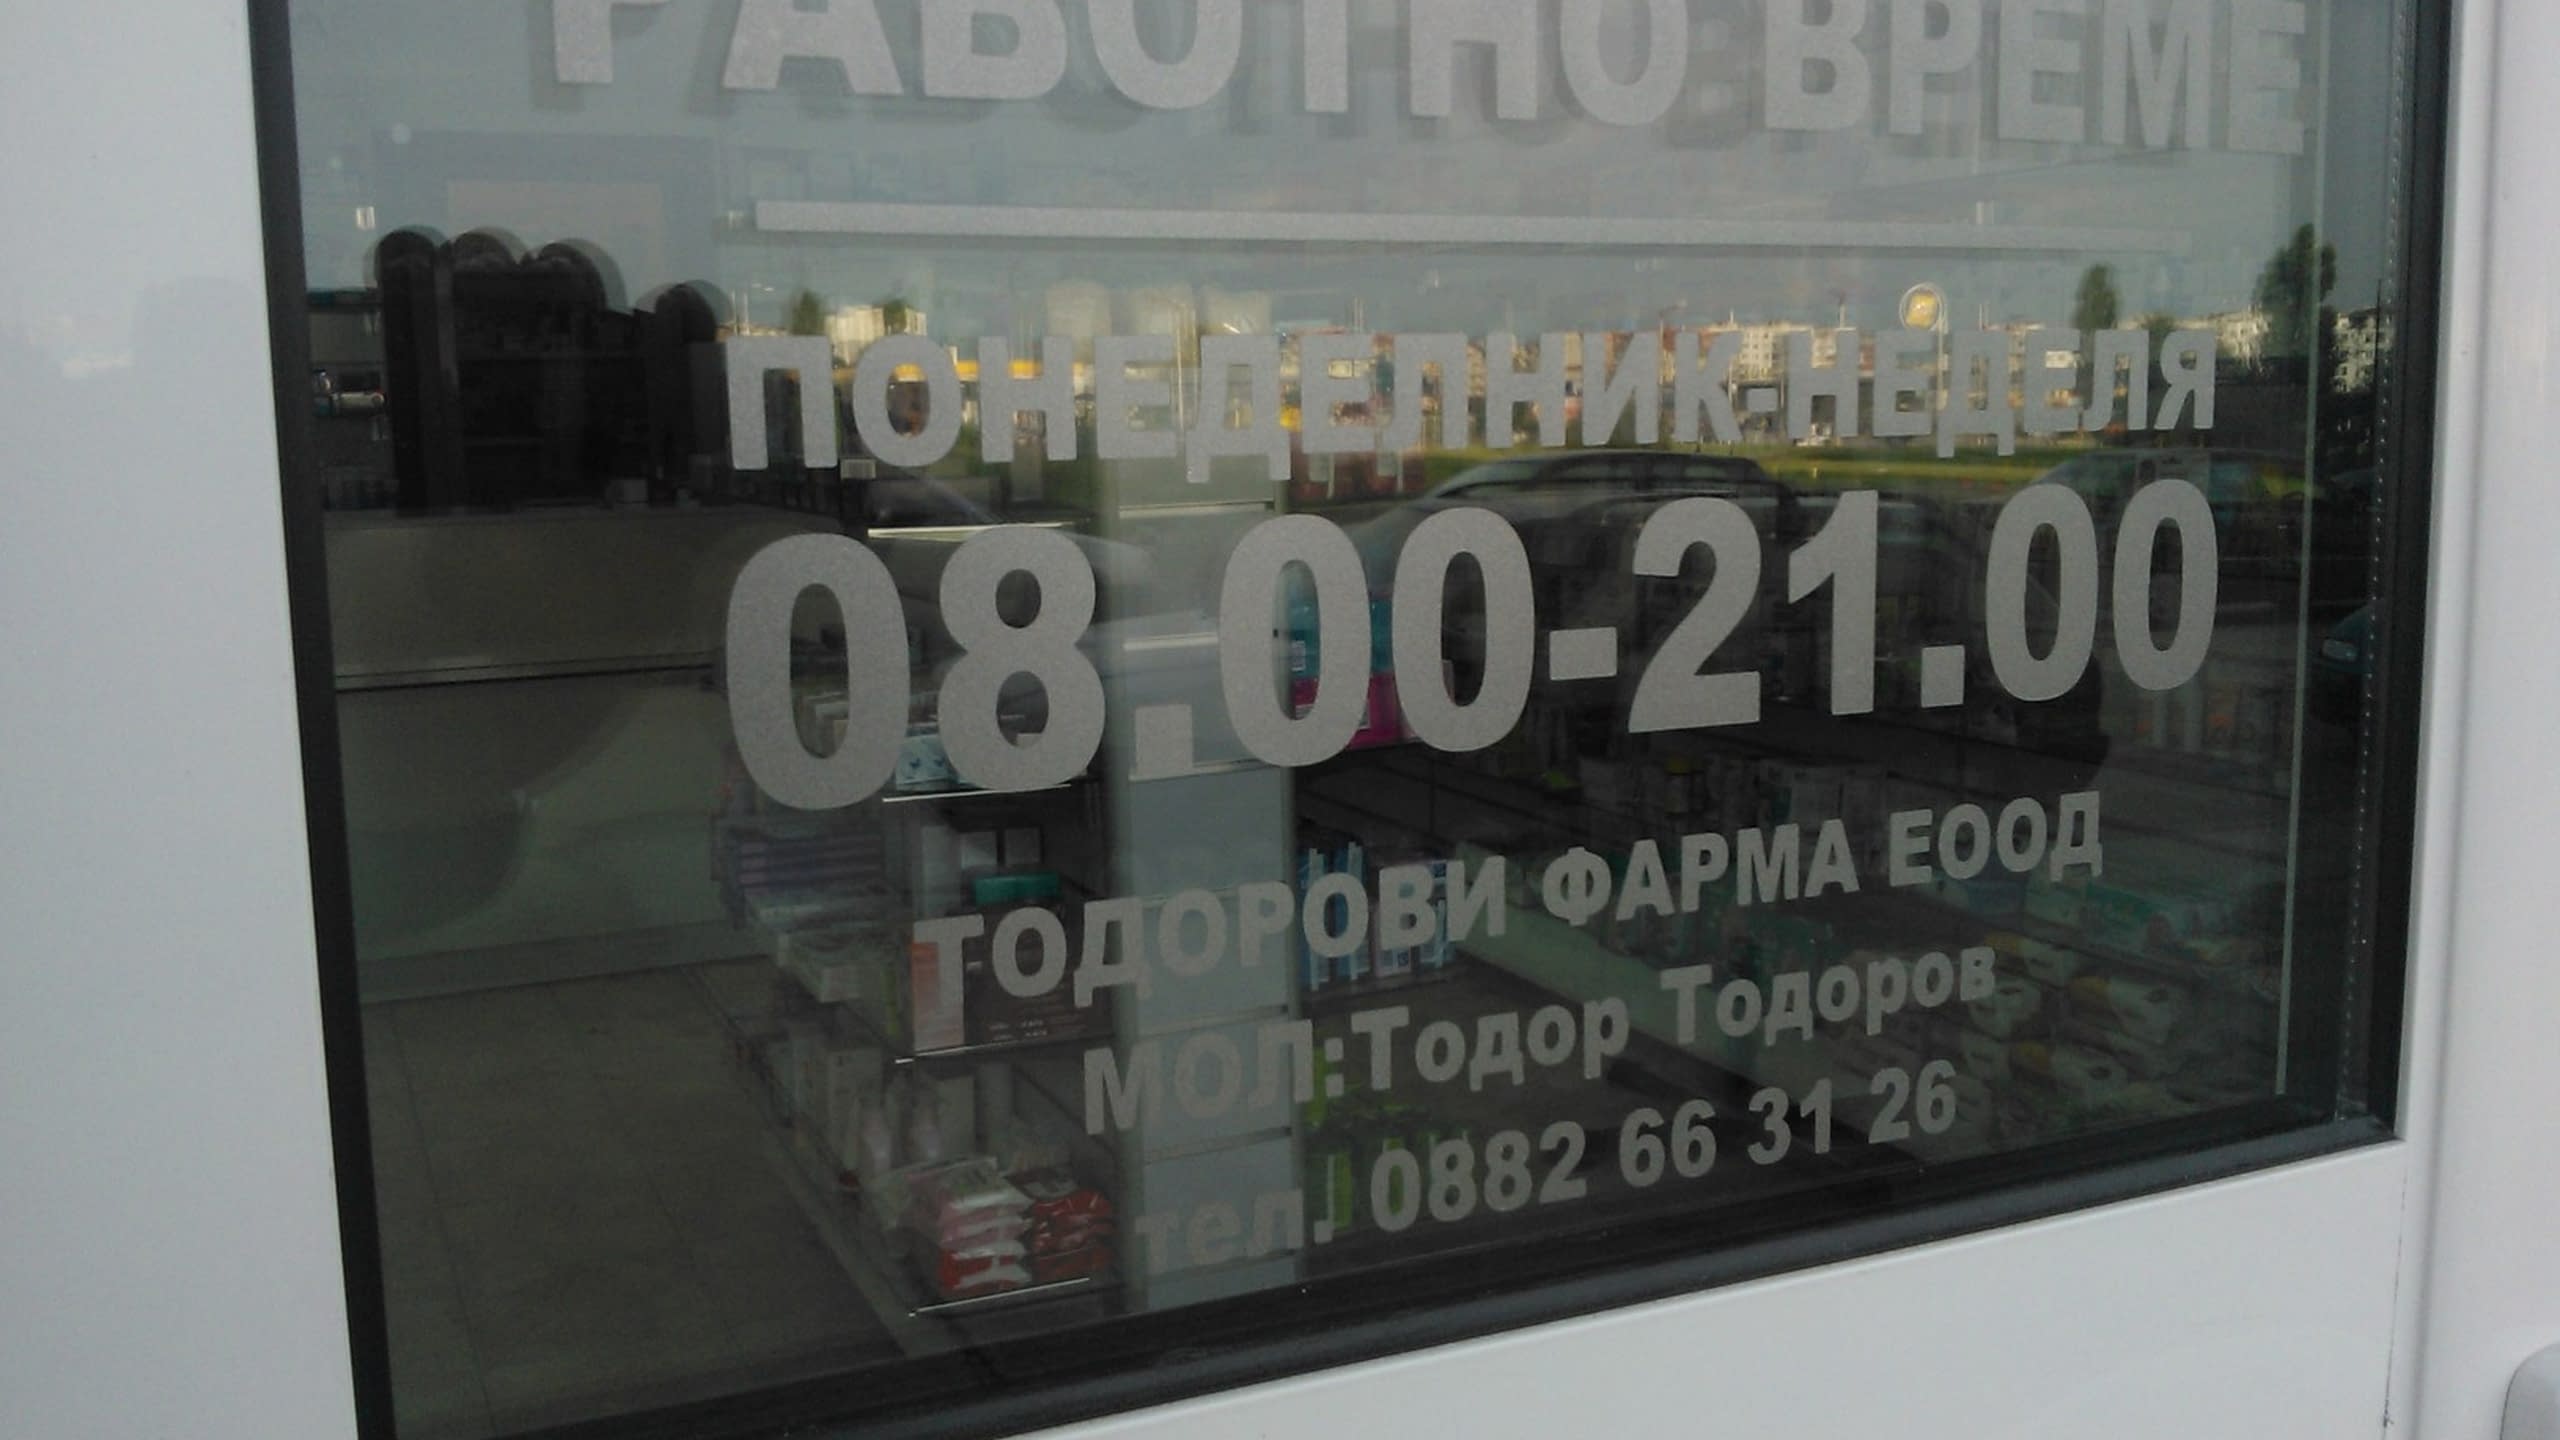 РАБОТНО ВРЕМЕ
ПОНЕДЕЛНИК-НЕДЕЛЯ
08.00-21.00
ТОДОРОВИ ФАРМА ЕООД
МОЛ:Тодор Тодоров
тел. 0882 66 31 26